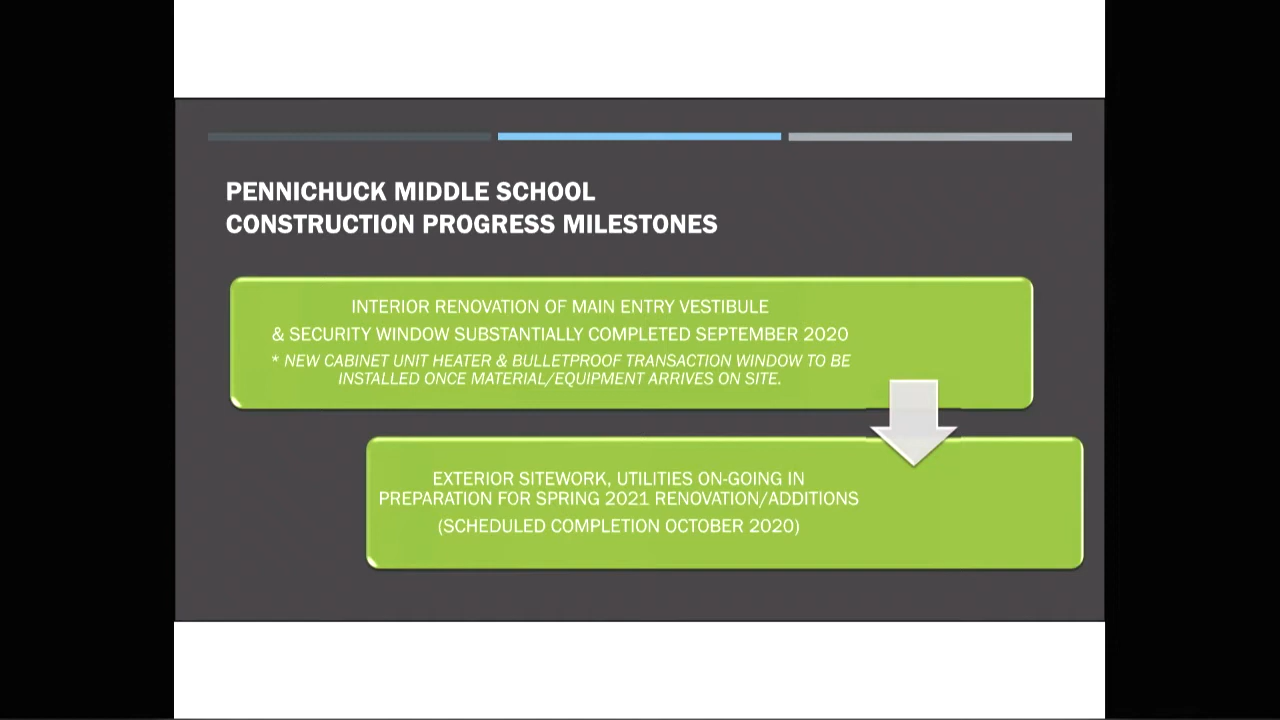 PENNICHUCK MIDDLE SCHOOL
CONSTRUCTION PROGRESS MILESTONES
INTERIOR RENOVATION OF MAIN ENTRY VESTIBULE
& SECURITY WINDOW SUBSTANTIALLY COMPLETED SEPTEMBER 2020
* NEW CABINET UNIT HEATER & BULLETPROOF TRANSACTION WINDOW TO BE
INSTALLED ONCE MATERIAL/EQUIPMENT ARRIVES ON SITE.
EXTERIOR SITEWORK, UTILITIES ON-GOING IN
PREPARATION FOR SPRING 2021 RENOVATION/ADDITIONS
(SCHEDULED COMPLETION OCTOBER 2020)